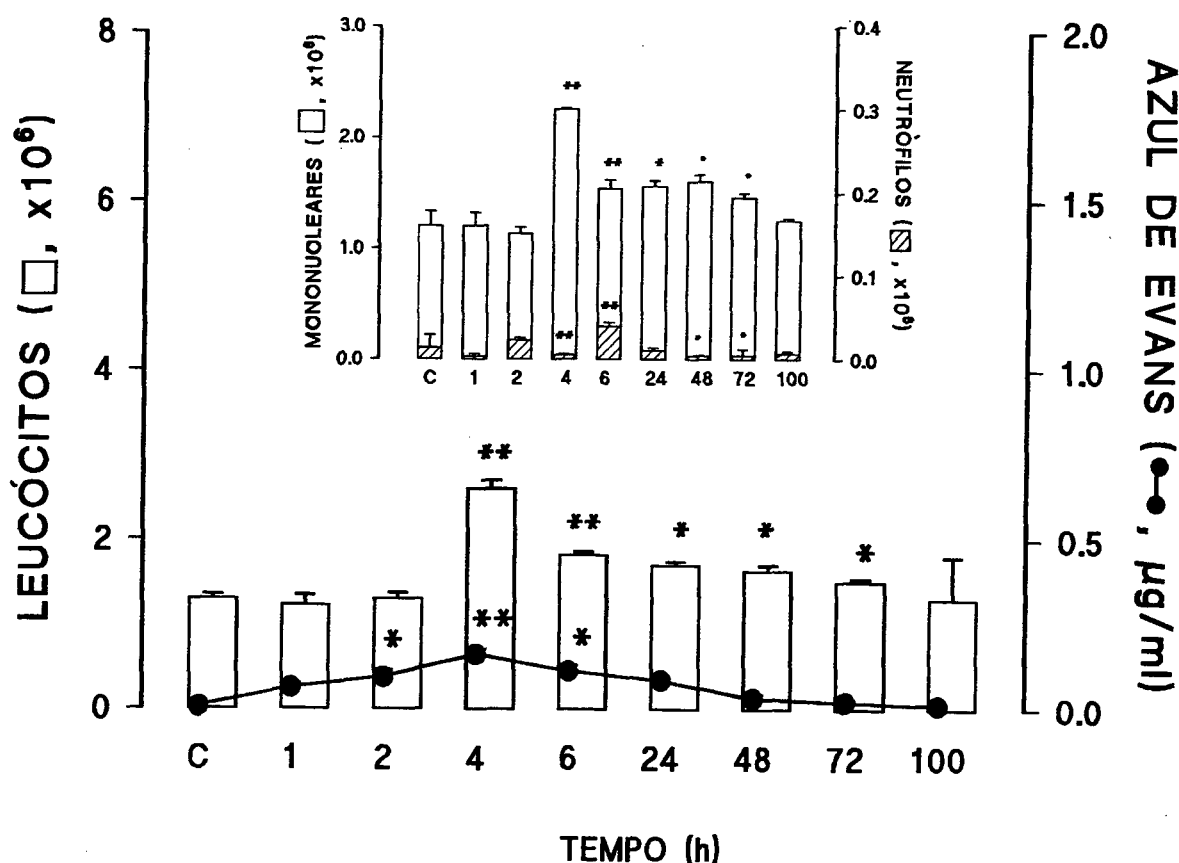 LEUCÓCITOS (□, x10⁶)
8
6
4
2
0
MONONUOLEARES (□, x10⁶)
3.0
2.0
1.0
0.0
** 
** * * *
**
** * *
C 1 2 4 6 24 48 72 100
0.4
0.3
0.2
0.1
0.0
NEUTRÓFILOS (▨, x10⁶)
**
** * * *
* ** *
C 1 2 4 6 24 48 72 100
TEMPO (h)
2.0
1.5
1.0
0.5
0.0
AZUL DE EVANS (●-●, µg/ml)